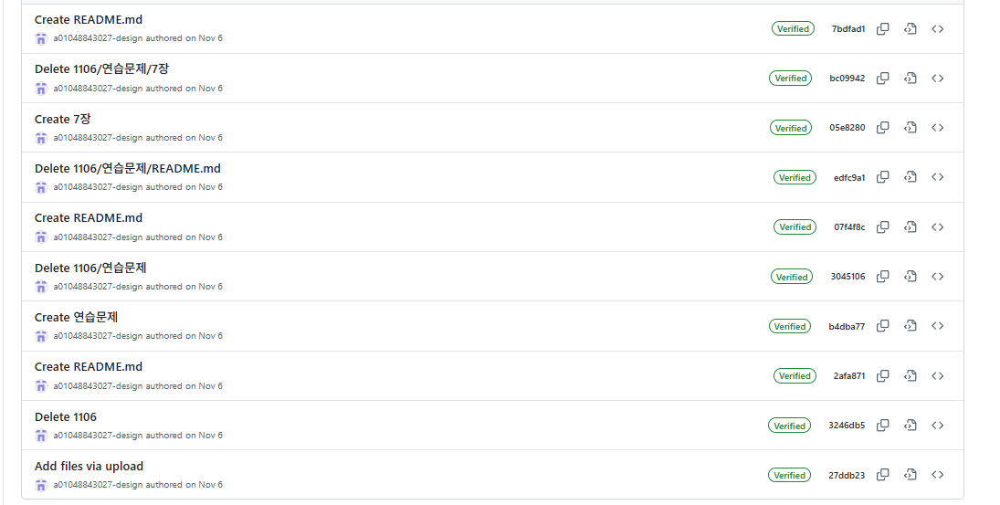 Create README.md
Verified 7bdfad1
a01048843027-design authored on Nov 6
Delete 1106/연습문제/7장
Verified bc09942
a01048843027-design authored on Nov 6
Create 7장
Verified 05e8280
a01048843027-design authored on Nov 6
Delete 1106/연습문제/README.md
Verified edfc9a1
a01048843027-design authored on Nov 6
Create README.md
Verified 07f4f8c
a01048843027-design authored on Nov 6
Delete 1106/연습문제
Verified 3045106
a01048843027-design authored on Nov 6
Create 연습문제
Verified b4dba77
a01048843027-design authored on Nov 6
Create README.md
Verified 2afa871
a01048843027-design authored on Nov 6
Delete 1106
Verified 3246db5
a01048843027-design authored on Nov 6
Add files via upload
Verified 27ddb23
a01048843027-design authored on Nov 6